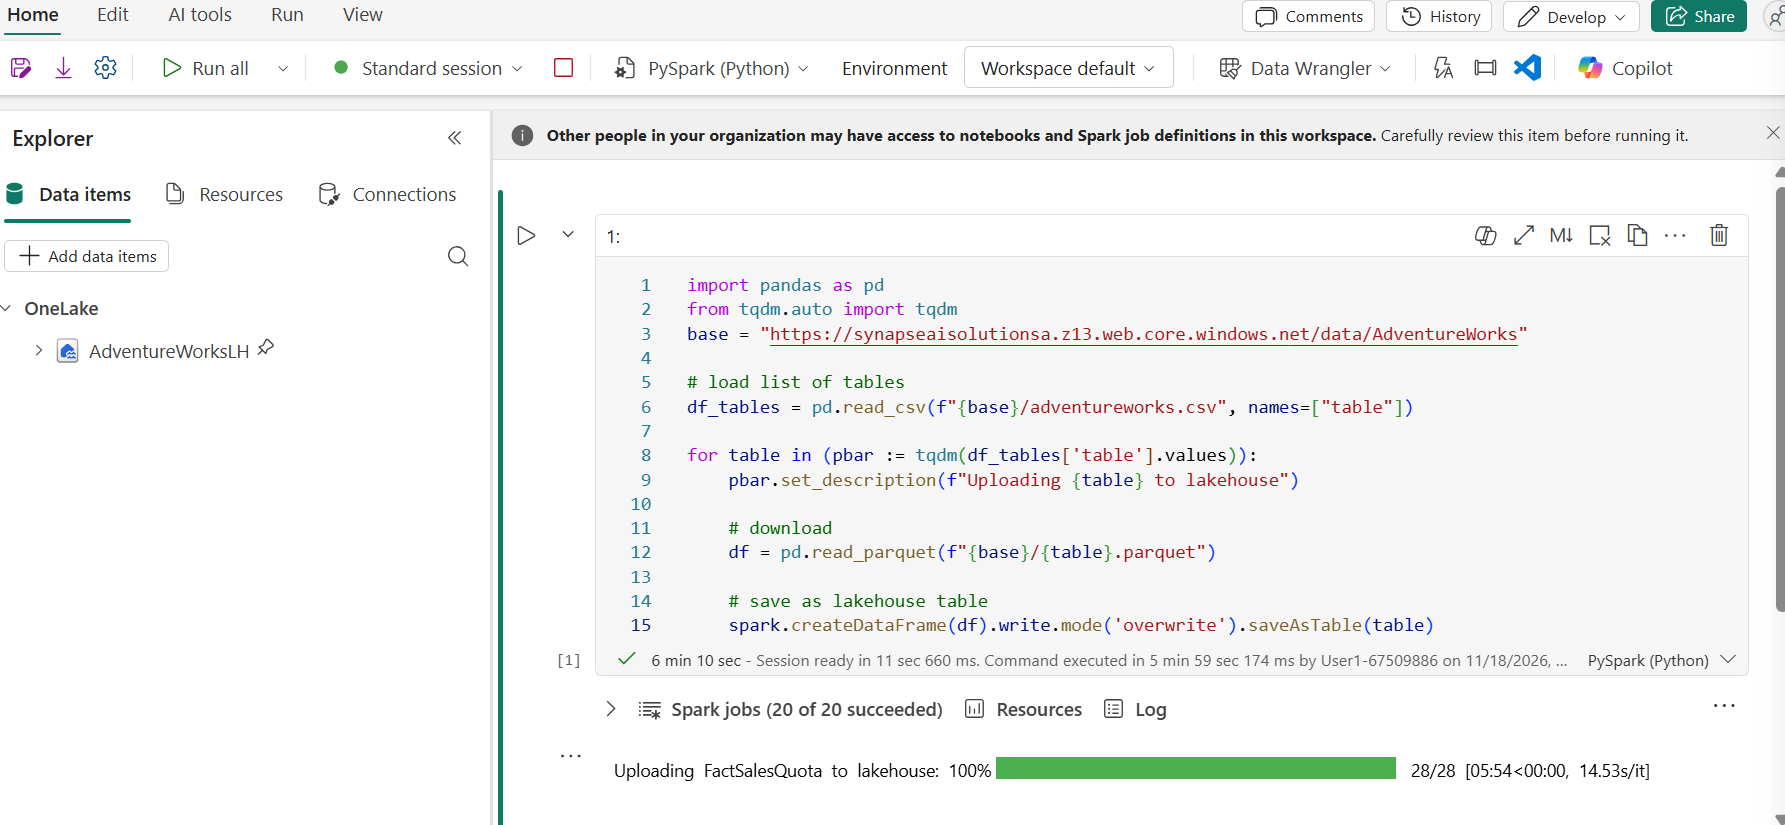 Home Edit AI tools Run View Comments History Develop Share
Run all Standard session PySpark (Python) Environment Workspace default Data Wrangler Copilot
Explorer
Other people in your organization may have access to notebooks and Spark job definitions in this workspace. Carefully review this item before running it.
Data items Resources Connections
Add data items
OneLake
AdventureWorksLH
1: M↓ ...
1 import pandas as pd
2 from tqdm.auto import tqdm
3 base = "https://synapseaisolutionsa.z13.web.core.windows.net/data/AdventureWorks"
4
5 # load list of tables
6 df_tables = pd.read_csv(f"{base}/adventureworks.csv", names=["table"])
7
8 for table in (pbar := tqdm(df_tables['table'].values)):
9     pbar.set_description(f"Uploading {table} to lakehouse")
10
11     # download
12     df = pd.read_parquet(f"{base}/{table}.parquet")
13
14     # save as lakehouse table
15     spark.createDataFrame(df).write.mode('overwrite').saveAsTable(table)
[1] 6 min 10 sec - Session ready in 11 sec 660 ms. Command executed in 5 min 59 sec 174 ms by User1-67509886 on 11/18/2026, ... PySpark (Python)
Spark jobs (20 of 20 succeeded) Resources Log ...
...
Uploading FactSalesQuota to lakehouse: 100% 28/28 [05:54<00:00, 14.53s/it]